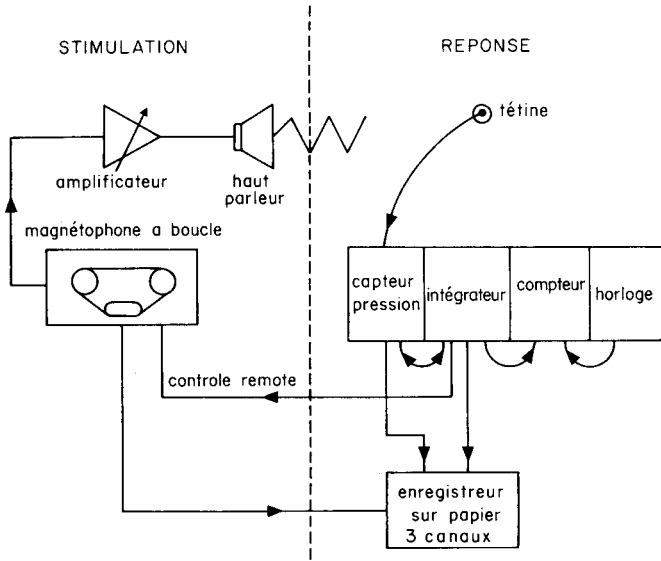 STIMULATION
REPONSE
tétine
amplificateur
haut
parleur
magnétophone a boucle
capteur
pression
intégrateur
compteur
horloge
controle remote
enregistreur
sur papier
3 canaux